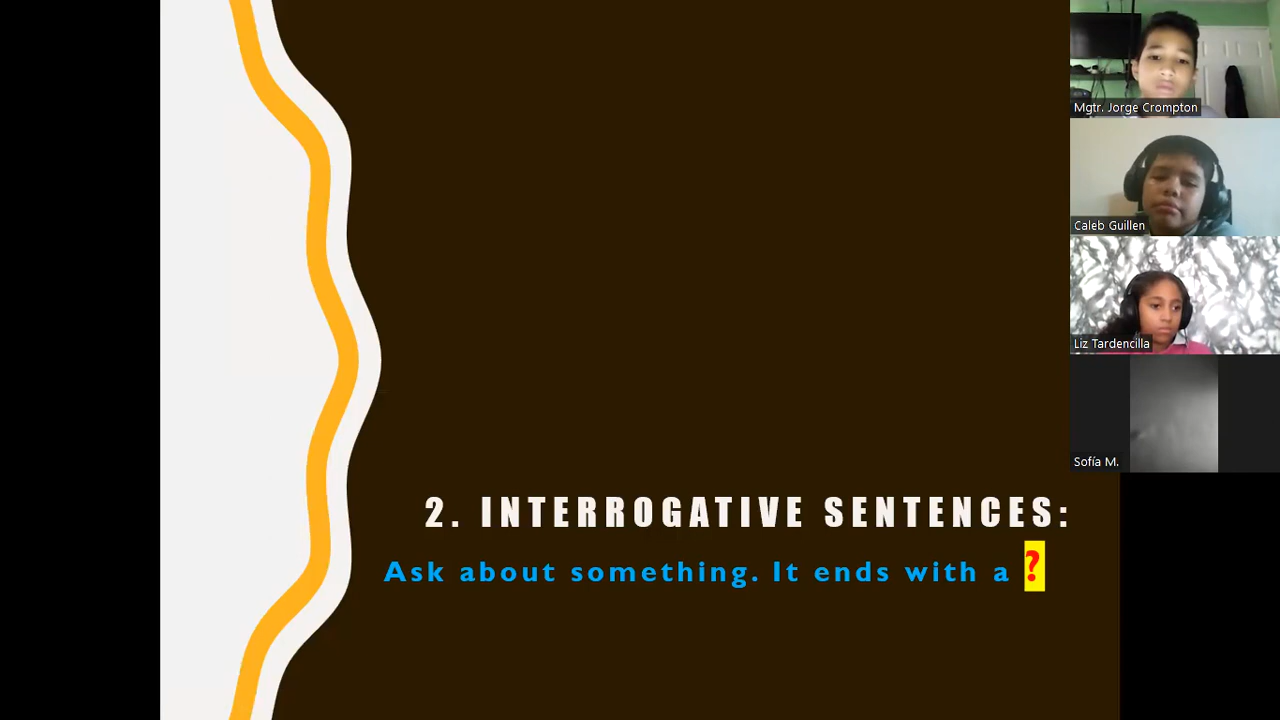 2. INTERROGATIVE SENTENCES:
Ask about something. It ends with a ?
Mgtr. Jorge Crompton
Caleb Guillen
Liz Tardencilla
Sofía M.